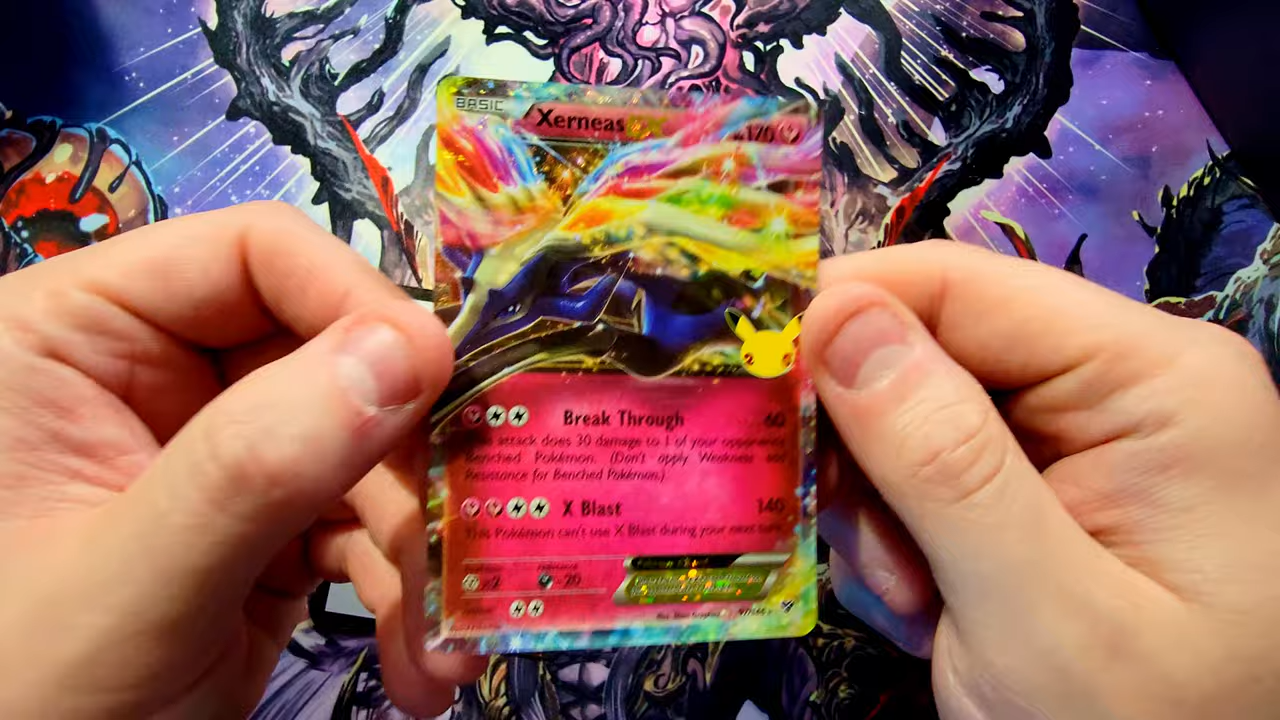 BASIC
Xerneas
170
Break Through 60
attack does 30 damage to 1 of your opponent's
Benched Pokémon. (Don't apply Weakness and
Resistance for Benched Pokémon.)
X Blast 140
This Pokémon can't use X Blast during your next turn.
×2
-20